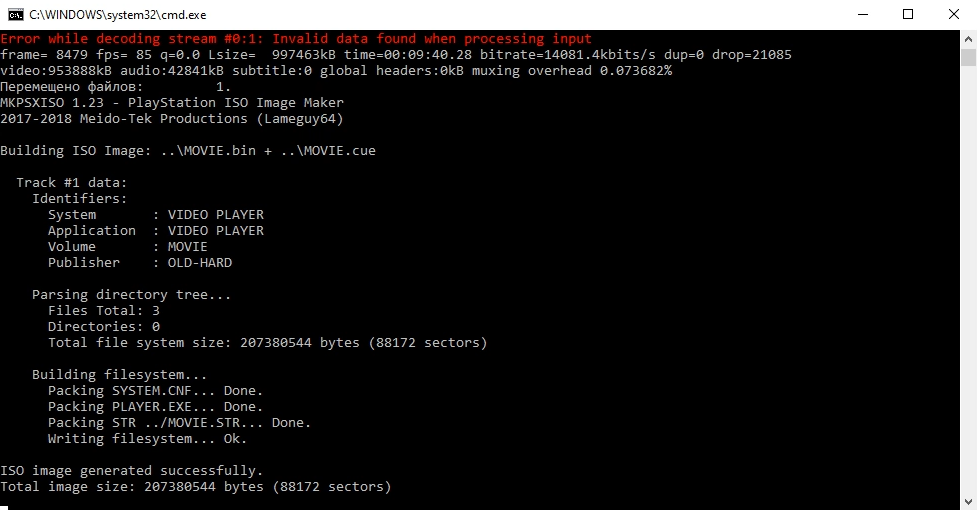 C:\WINDOWS\system32\cmd.exe
Error while decoding stream #0:1: Invalid data found when processing input
frame= 8479 fps= 85 q=0.0 Lsize=  997463kB time=00:09:40.28 bitrate=14081.4kbits/s dup=0 drop=21085
video:953888kB audio:42841kB subtitle:0 global headers:0kB muxing overhead 0.073682%
Перемещено файлов:         1.
MKPSXISO 1.23 - PlayStation ISO Image Maker
2017-2018 Meido-Tek Productions (Lameguy64)
Building ISO Image: ..\MOVIE.bin + ..\MOVIE.cue
Track #1 data:
Identifiers:
System       : VIDEO PLAYER
Application  : VIDEO PLAYER
Volume       : MOVIE
Publisher    : OLD-HARD
Parsing directory tree...
Files Total: 3
Directories: 0
Total file system size: 207380544 bytes (88172 sectors)
Building filesystem...
Packing SYSTEM.CNF... Done.
Packing PLAYER.EXE... Done.
Packing STR ../MOVIE.STR... Done.
Writing filesystem... Ok.
ISO image generated successfully.
Total image size: 207380544 bytes (88172 sectors)